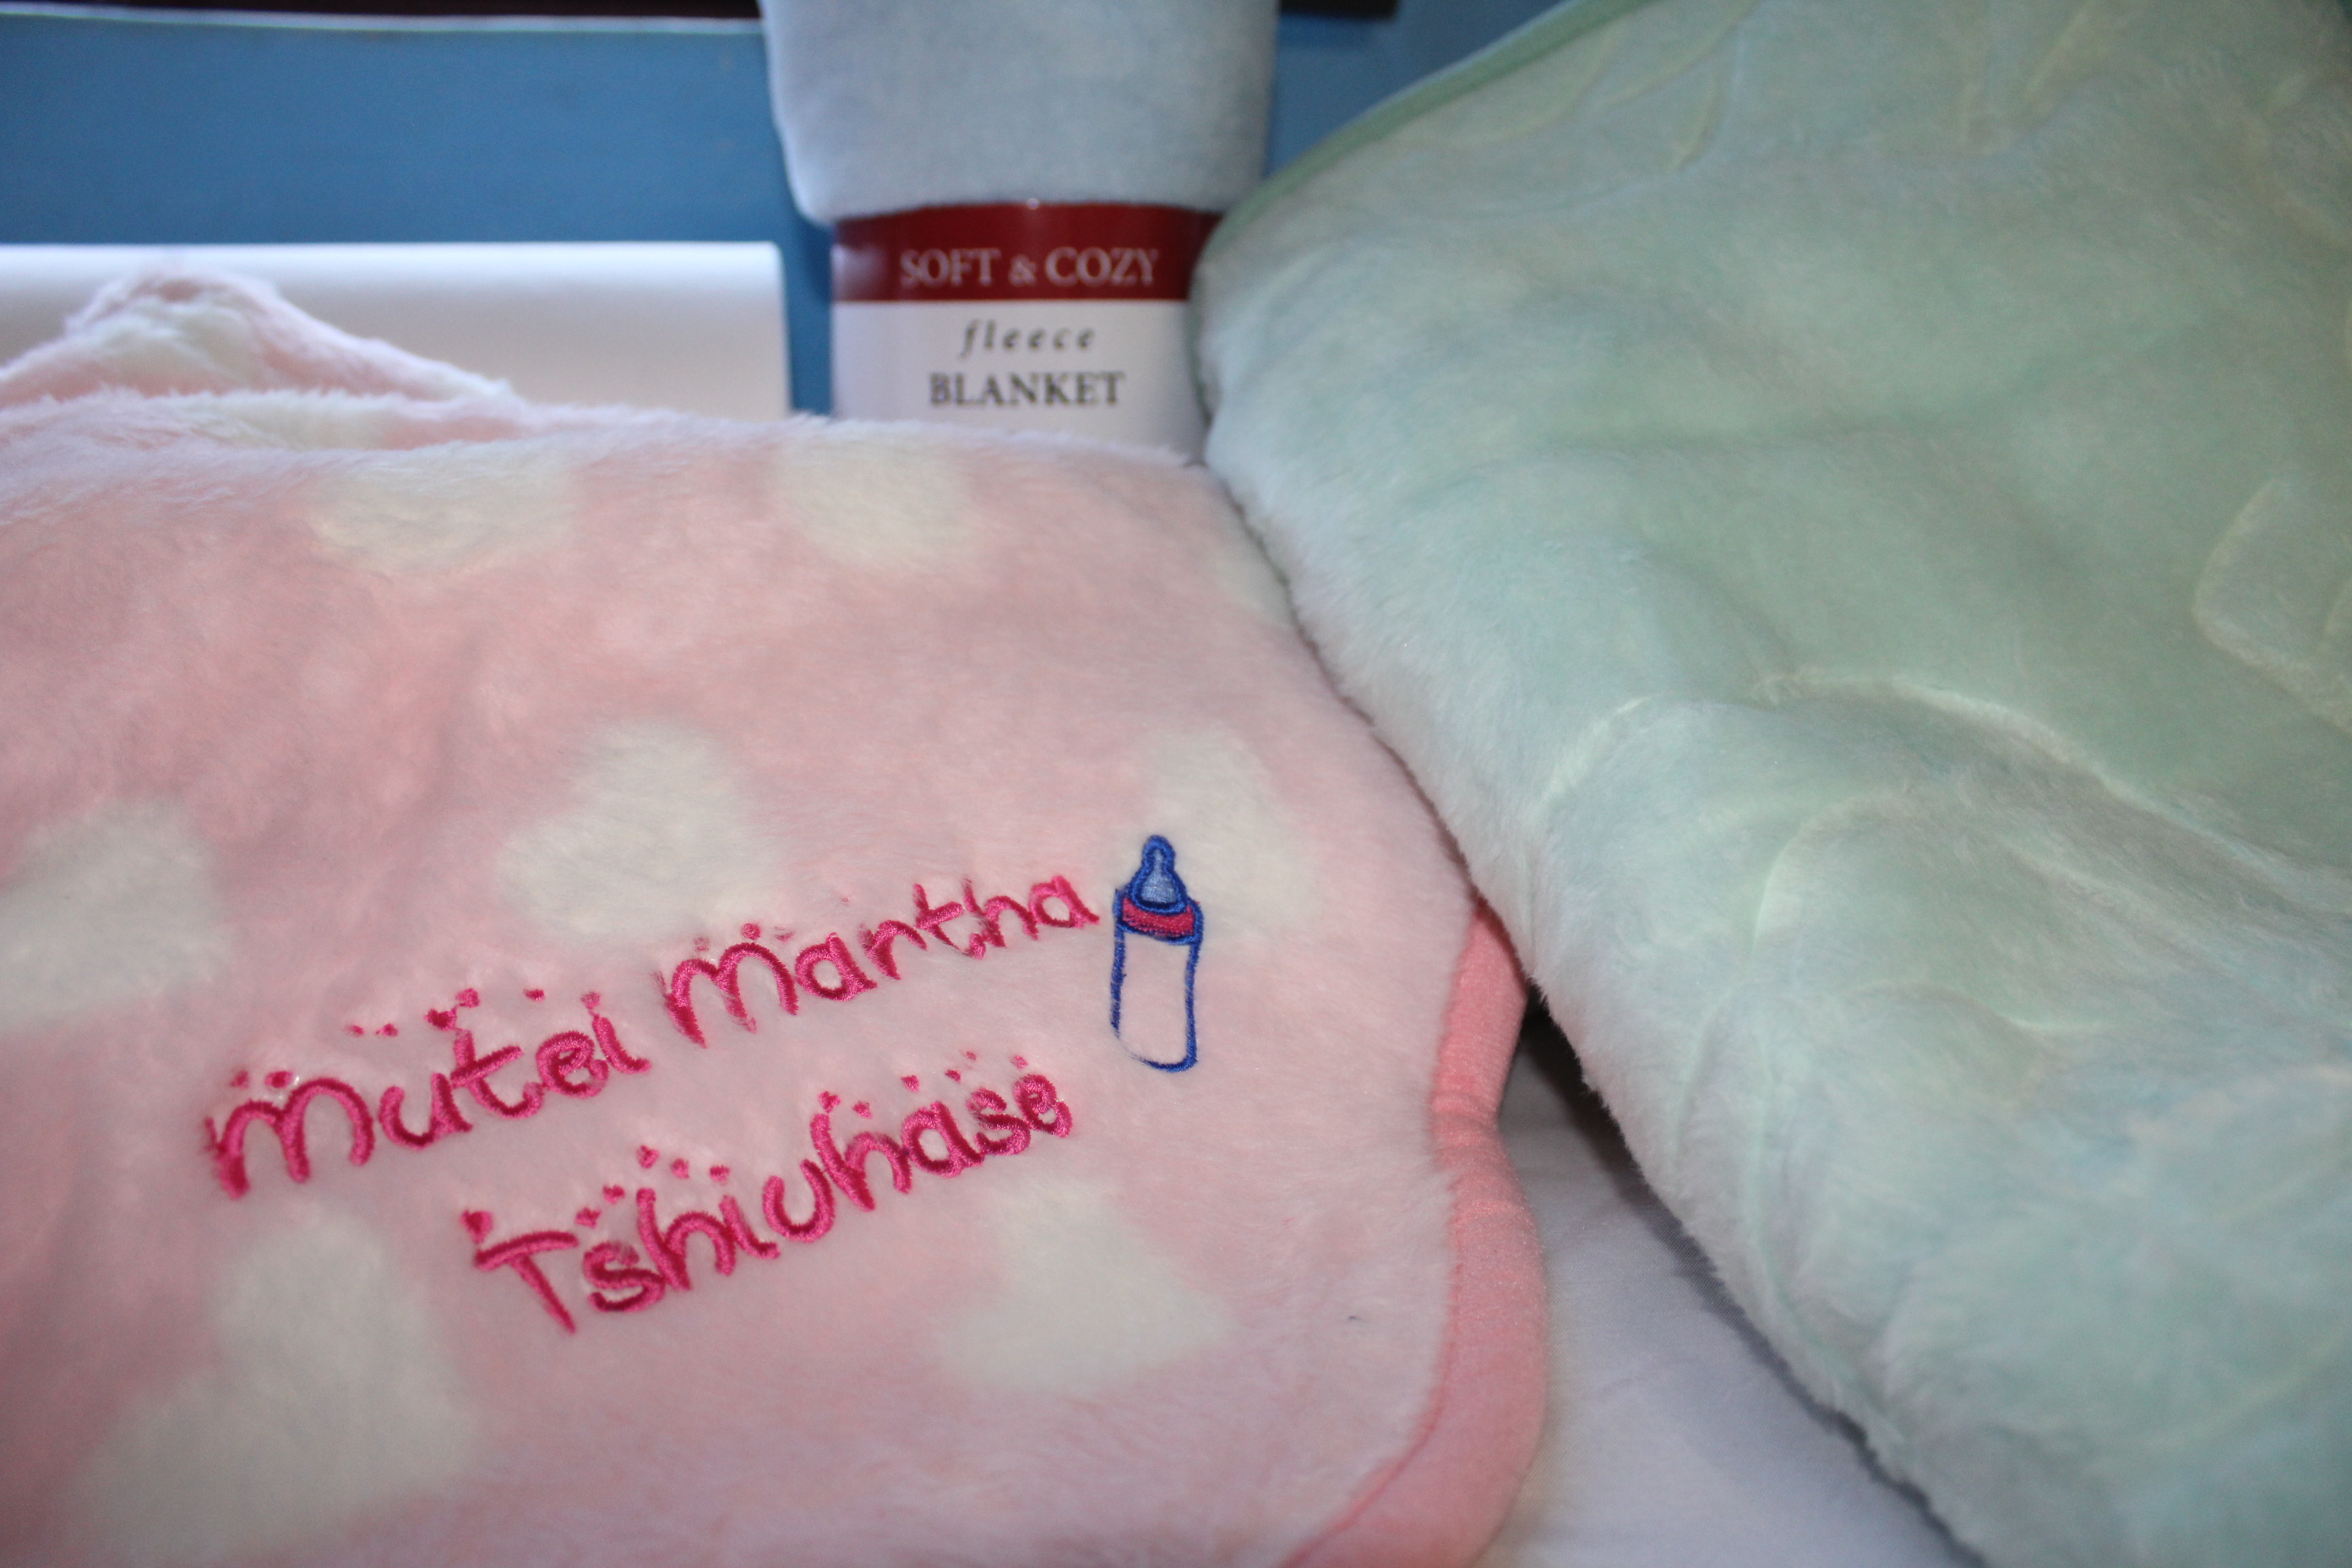 SOFT & COZY
fleece
BLANKET
Mutei Martha
Tshiuhase